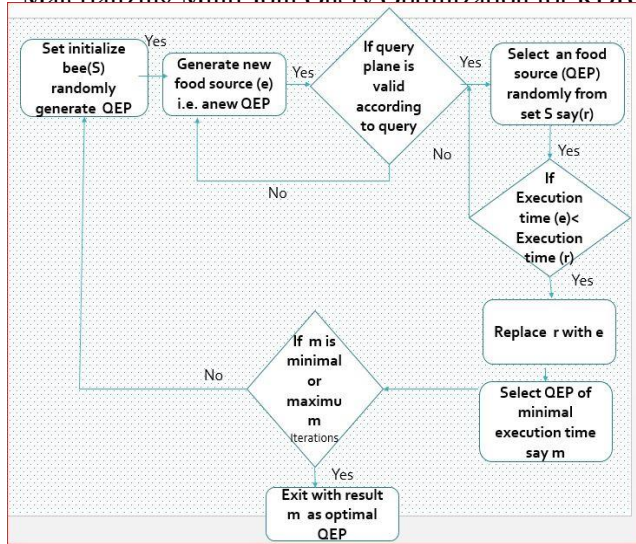 Set initialize
bee(S)
randomly
generate QEP
Yes
Generate new
food source (e)
i.e. anew QEP
Yes
If query
plane is
valid
according
to query
Yes
Select an food
source (QEP)
randomly from
set S say(r)
No
Yes
No
If
Execution
time (e)<
Execution
time (r)
Yes
Replace r with e
If m is
minimal
or
maximu
m
Iterations
No
Select QEP of
minimal
execution time
say m
Yes
Exit with result
m as optimal
QEP